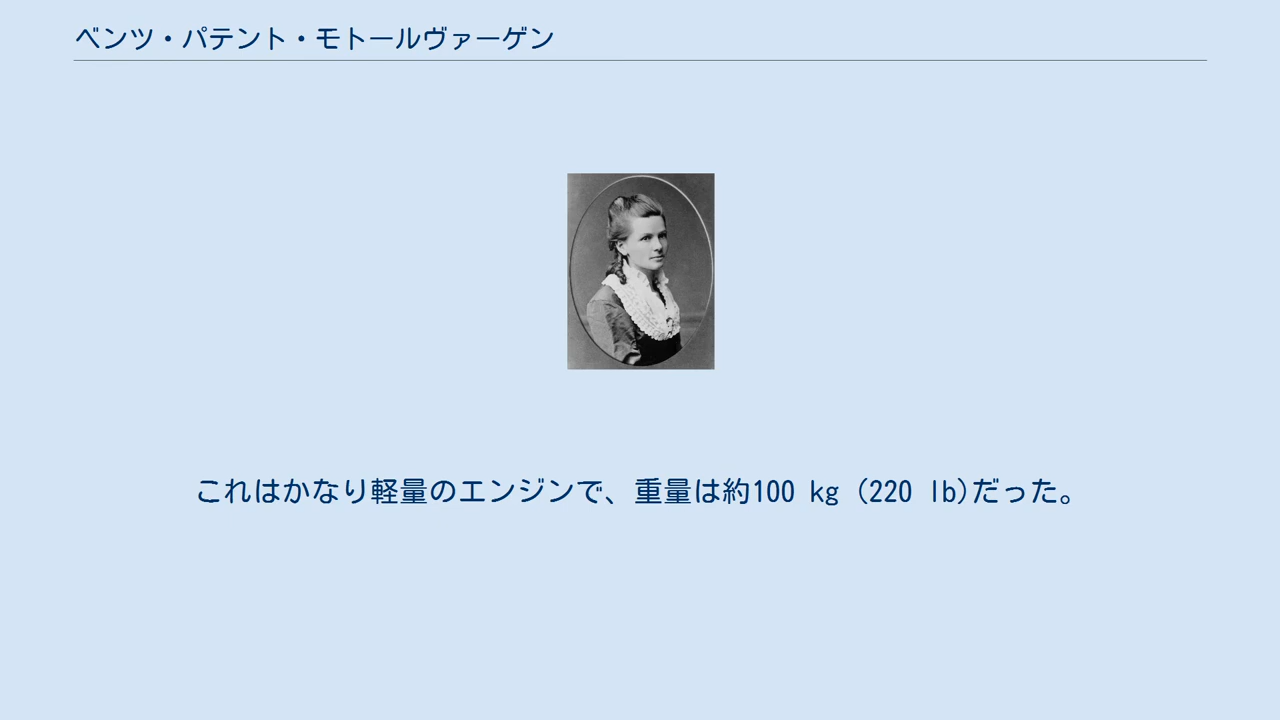 ベンツ・パテント・モトールヴァーゲン
これはかなり軽量のエンジンで、重量は約100 kg (220 lb)だった。